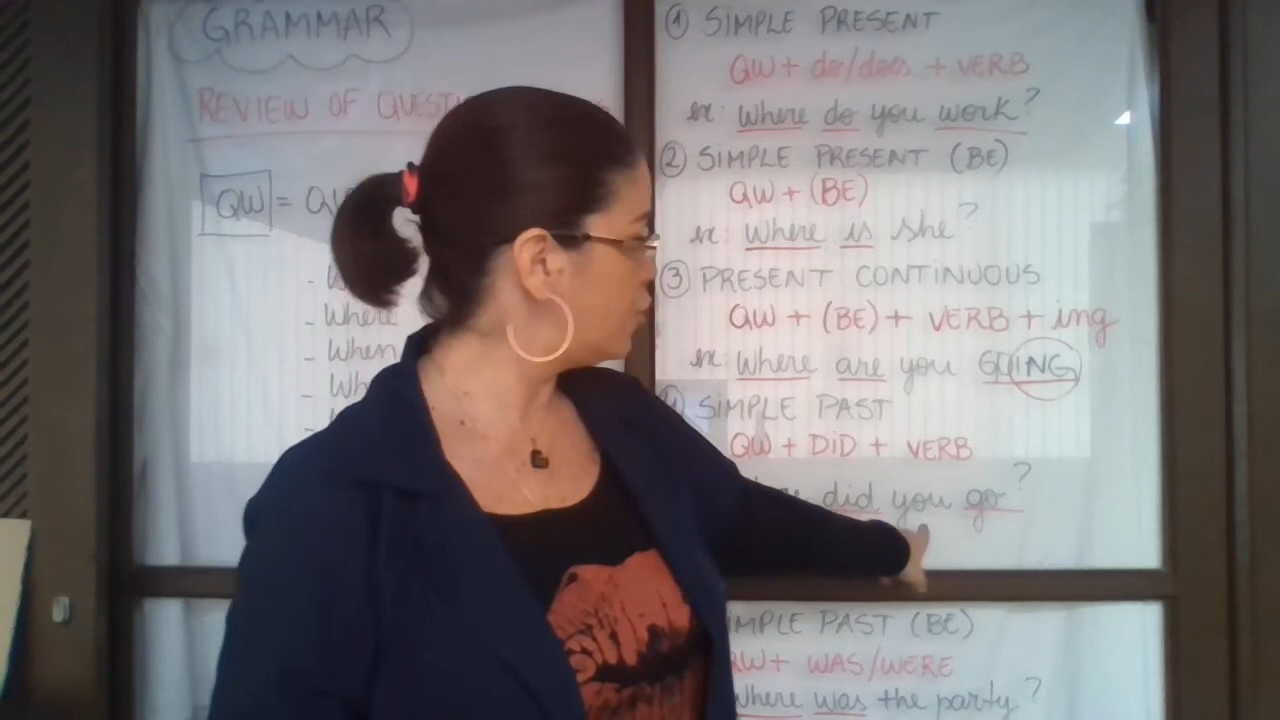 GRAMMAR
REVIEW OF
QW =
- Where
- When
① SIMPLE PRESENT
QW + do/does + VERB
ex: Where do you work?
② SIMPLE PRESENT (BE)
QW + (BE)
ex: Where is she?
③ PRESENT CONTINUOUS
QW + (BE) + VERB + ing
ex: Where are you GOING
SIMPLE PAST
QW + DID + VERB
did you go?
PAST (BE)
QW + WAS/WERE
Where was the party?